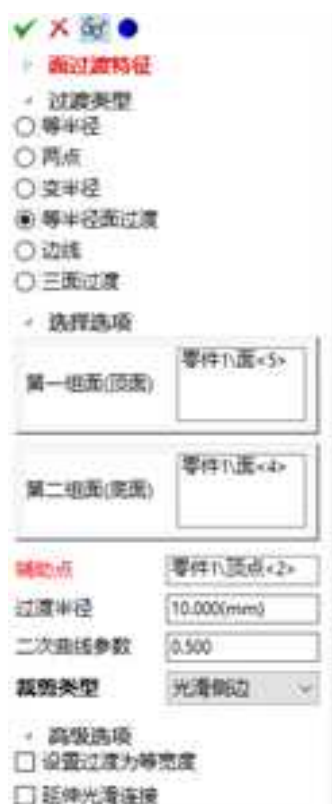 面过渡特征
过渡类型
等半径
两点
变半径
等半径面过渡
边线
三面过渡
选择选项
第一组面(顶面)
零件1\面<5>
第二组面(底面)
零件1\面<4>
辅助点
零件1\顶点<2>
过渡半径
10.000(mm)
二次曲线参数
0.500
裁剪类型
光滑侧边
高级选项
设置过渡为等宽度
延伸光滑连接